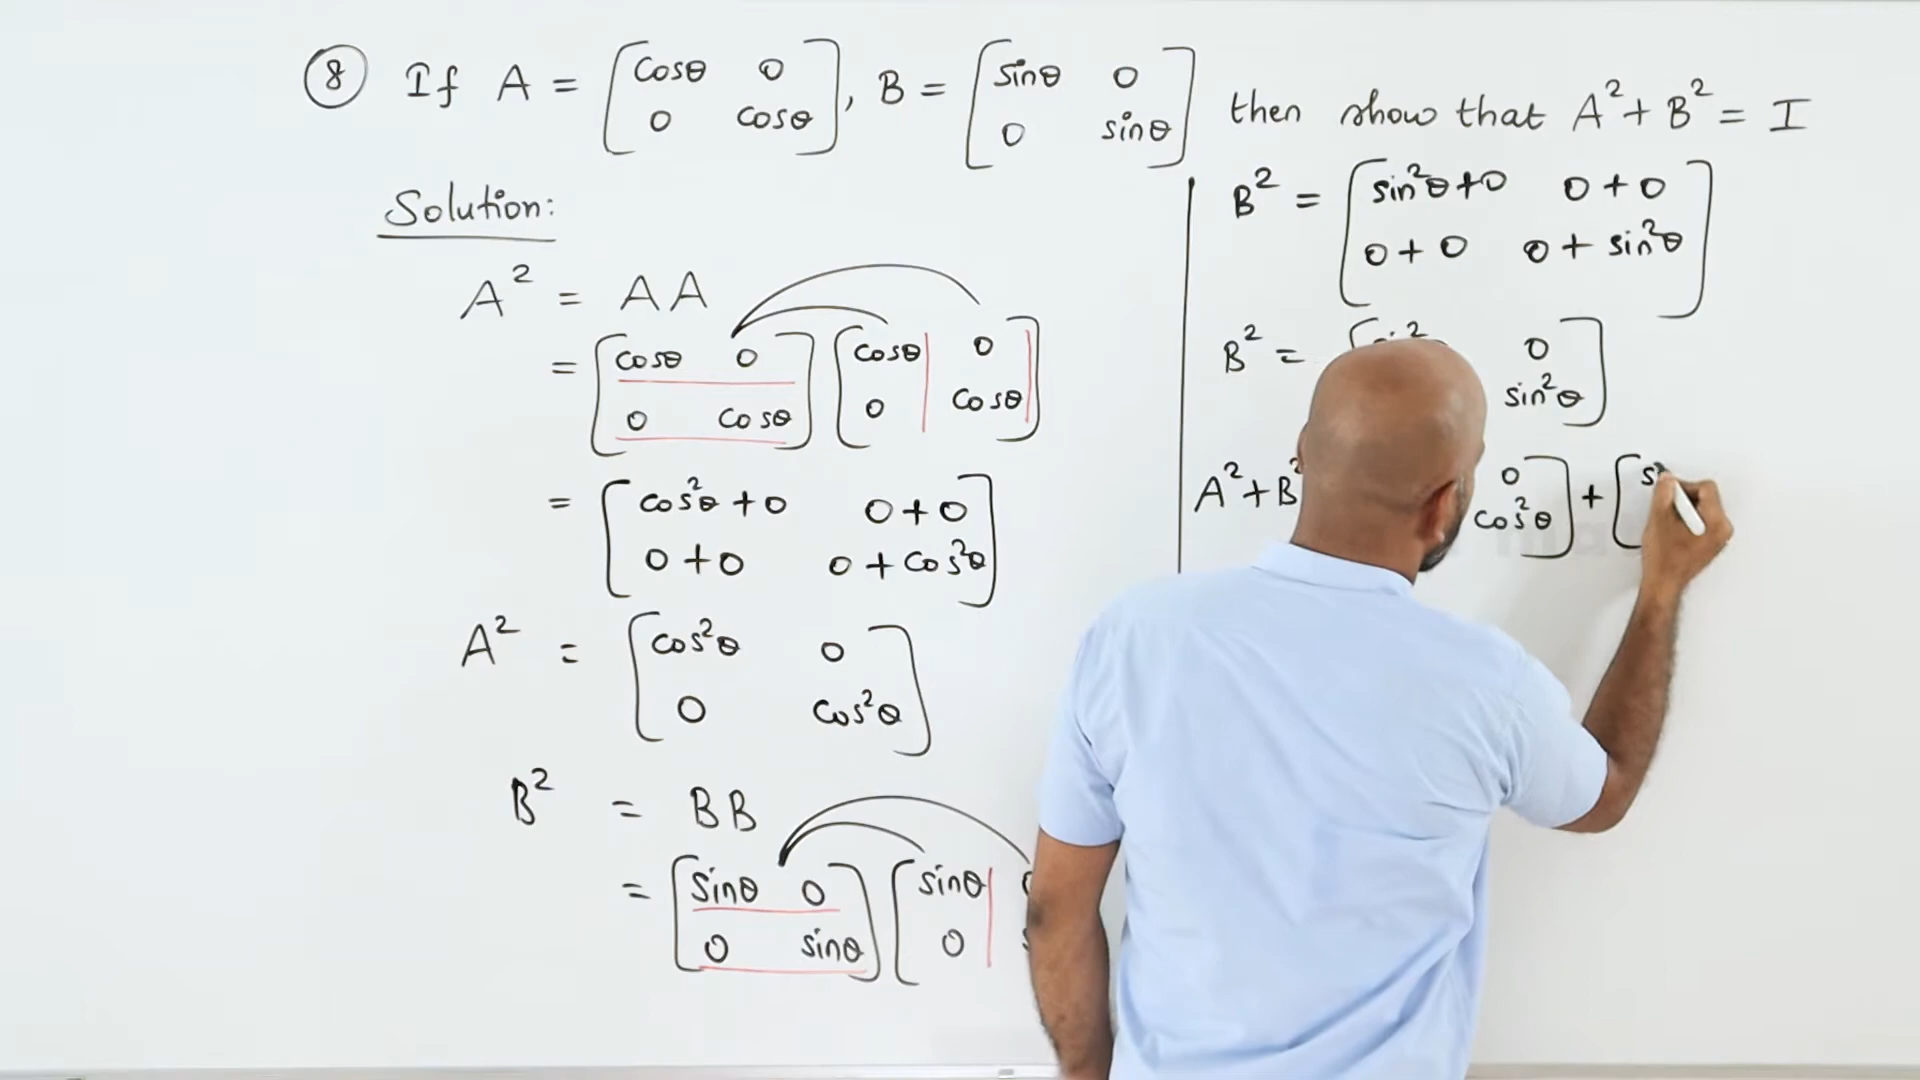 8 If A = [cosθ 0
0 cosθ], B = [sinθ 0
0 sinθ] then show that A² + B² = I
Solution:
A² = AA
= [cosθ 0
0 cosθ] [cosθ 0
0 cosθ]
= [cos²θ + 0 0 + 0
0 + 0 0 + cos²θ]
A² = [cos²θ 0
0 cos²θ]
B² = BB
= [sinθ 0
0 sinθ] [sinθ
0
B² = [sin²θ + 0 0 + 0
0 + 0 0 + sin²θ]
B² = [ 0
sin²θ]
A² + B² 0
cos²θ] + [